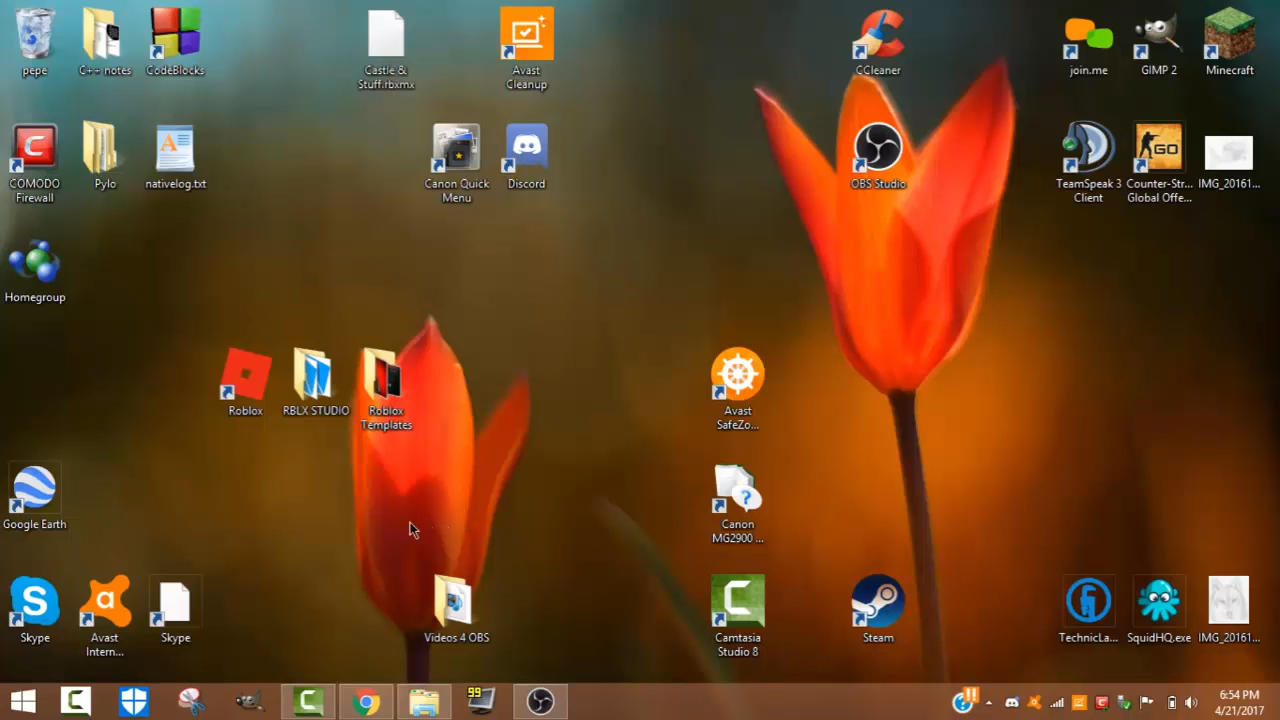 pepe
C++ notes
CodeBlocks
Castle &
Stuff.rbxmx
Avast
Cleanup
CCleaner
join.me
GIMP 2
Minecraft
COMODO
Firewall
Pylo
nativelog.txt
Canon Quick
Menu
Discord
OBS Studio
TeamSpeak 3
Client
GO
Counter-Str...
Global Offe...
IMG_20161...
Homegroup
Roblox
RBLX STUDIO
Roblox
Templates
Avast
SafeZo...
Google Earth
Canon
MG2900 ...
Skype
Avast
Intern...
Skype
Videos 4 OBS
Camtasia
Studio 8
Steam
TechnicLa...
SquidHQ.exe
IMG_20161...
99
6:54 PM
4/21/2017